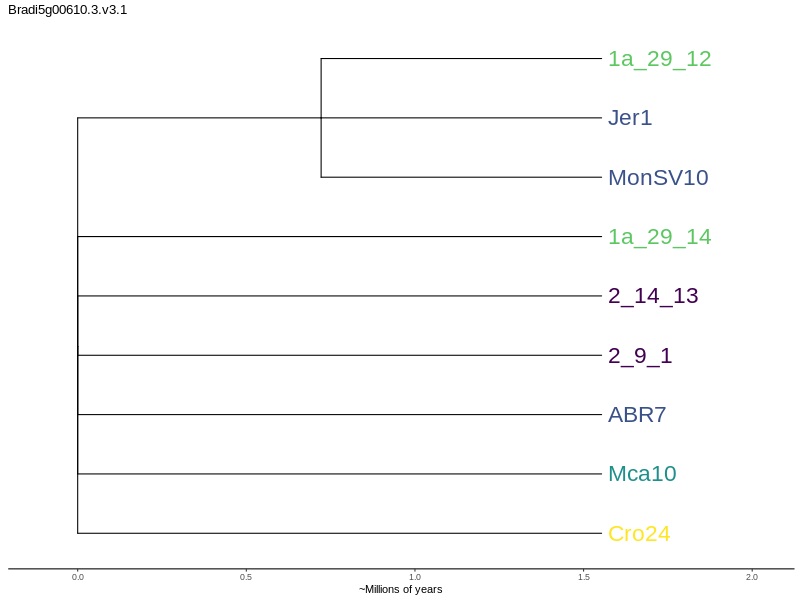 Bradi5g00610.3.v3.1
1a_29_12
Jer1
MonSV10
1a_29_14
2_14_13
2_9_1
ABR7
Mca10
Cro24
0.0 0.5 1.0 1.5 2.0
~Millions of years